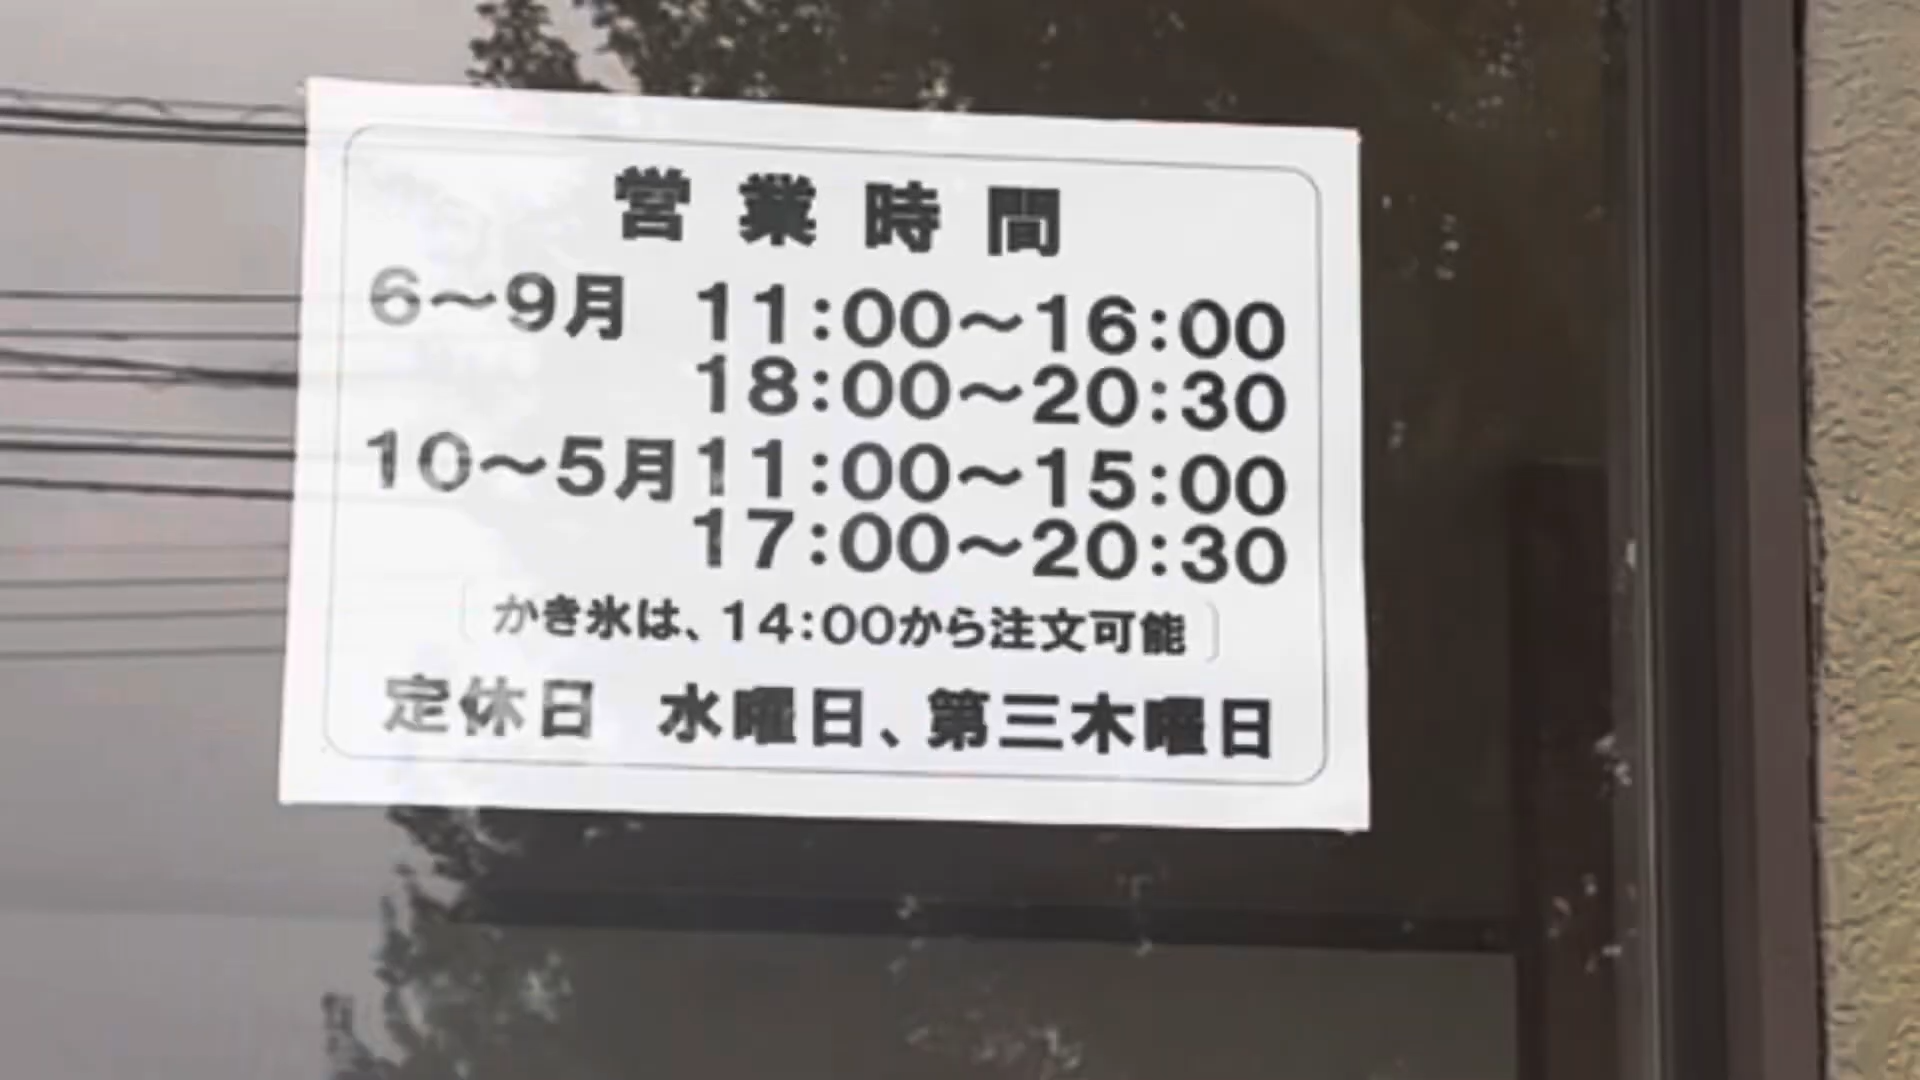 営業時間
6～9月 11:00～16:00
18:00～20:30
10～5月 11:00～15:00
17:00～20:30
〔かき氷は、14:00から注文可能〕
定休日 水曜日、第三木曜日